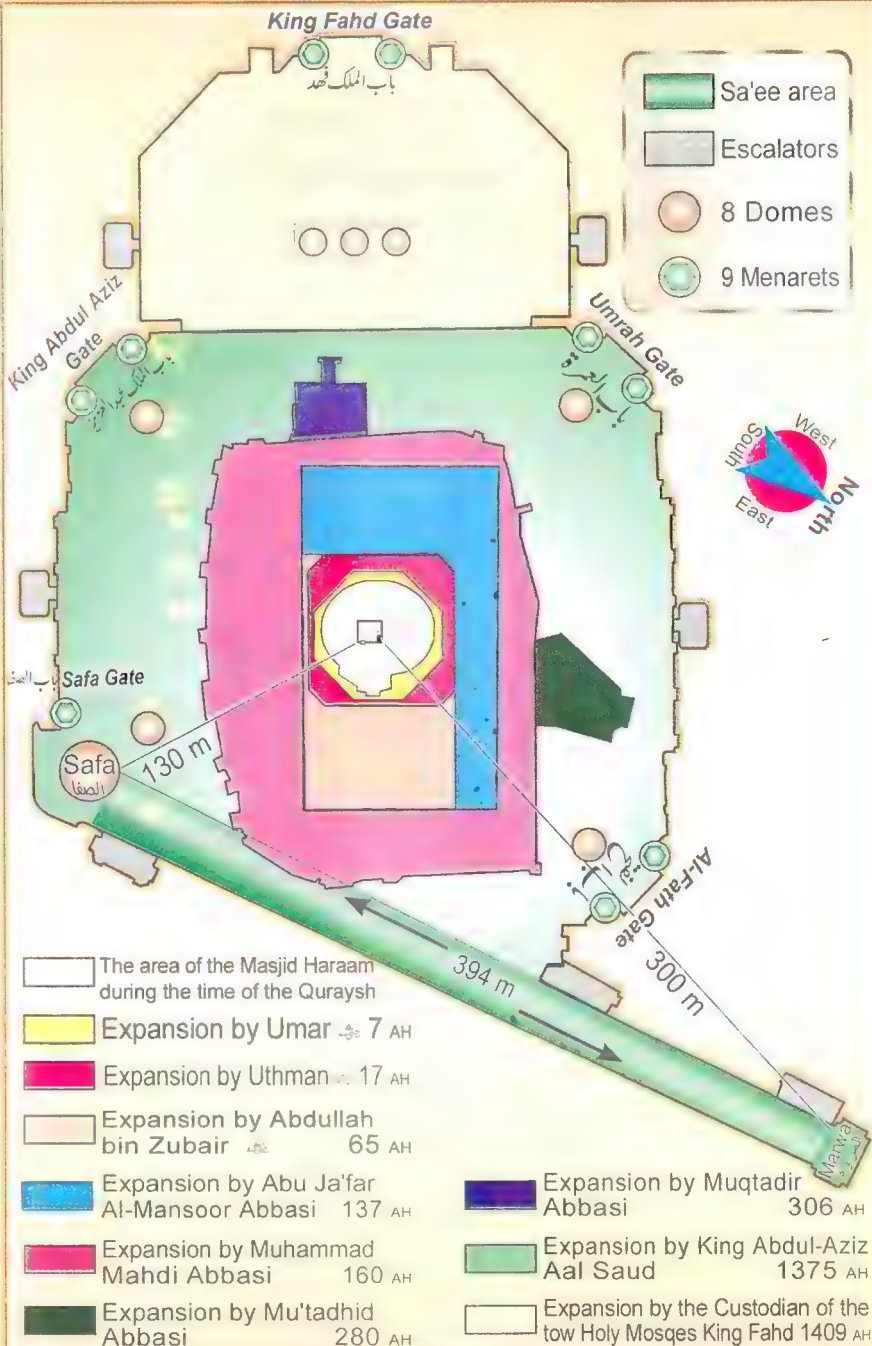 King Fahd Gate
باب الملك فهد
Sa'ee area
Escalators
8 Domes
9 Menarets
King Abdul Aziz
Gate
باب الملك عبد العزيز
Umrah Gate
باب العمرة
South
West
East
North
باب الصفا
Safa Gate
Safa
الصفا
130 m
Al-Fath Gate
394 m
300 m
Marwa
المروة
The area of the Masjid Haraam
during the time of the Quraysh
Expansion by Umar 7 AH
Expansion by Uthman 17 AH
Expansion by Abdullah
bin Zubair 65 AH
Expansion by Abu Ja'far
Al-Mansoor Abbasi 137 AH
Expansion by Muhammad
Mahdi Abbasi 160 AH
Expansion by Mu'tadhid
Abbasi 280 AH
Expansion by Muqtadir
Abbasi 306 AH
Expansion by King Abdul-Aziz
Aal Saud 1375 AH
Expansion by the Custodian of the
tow Holy Mosqes King Fahd 1409 AH